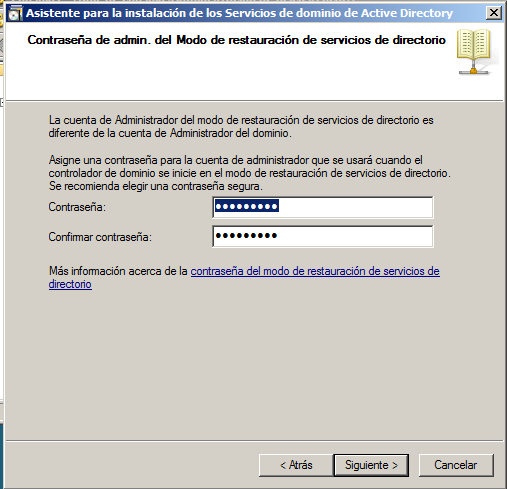 Asistente para la instalación de los Servicios de dominio de Active Directory
Contraseña de admin. del Modo de restauración de servicios de directorio
La cuenta de Administrador del modo de restauración de servicios de directorio es
diferente de la cuenta de Administrador del dominio.
Asigne una contraseña para la cuenta de administrador que se usará cuando el
controlador de dominio se inicie en el modo de restauración de servicios de directorio.
Se recomienda elegir una contraseña segura.
Contraseña: ●●●●●●●●●
Confirmar contraseña: ●●●●●●●●●
Más información acerca de la contraseña del modo de restauración de servicios de
directorio
< Atrás Siguiente > Cancelar